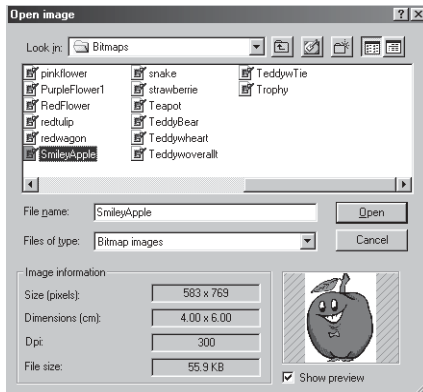 Open image
Look in: Bitmaps
pinkflower snake TeddywTie
PurpleFlower1 strawberrie Trophy
RedFlower Teapot
redtulip TeddyBear
redwagon Teddywheart
SmileyApple Teddywoverallt
File name: SmileyApple Open
Files of type: Bitmap images Cancel
Image information
Size (pixels): 583 x 769
Dimensions (cm): 4.00 x 6.00
Dpi: 300
File size: 55.9 KB
Show preview